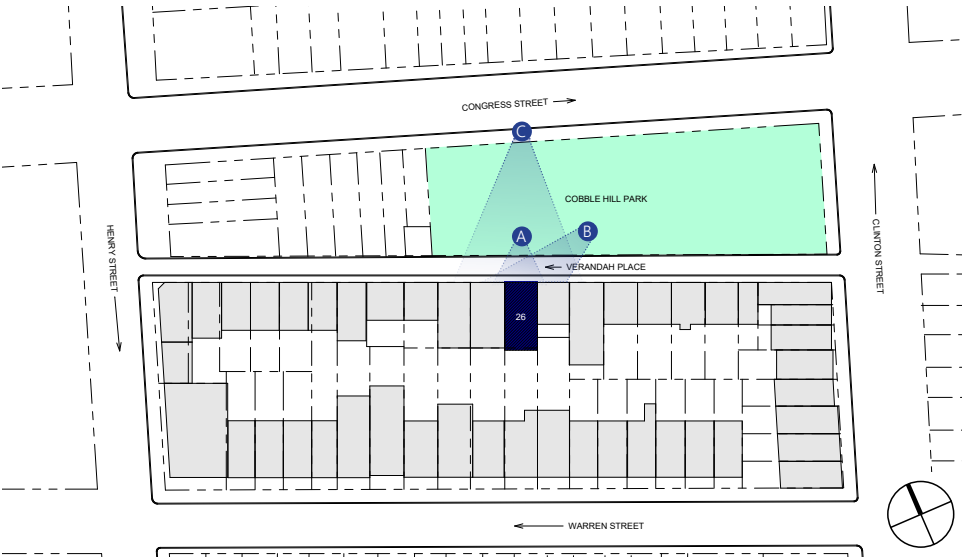 CONGRESS STREET
C
COBBLE HILL PARK
A
B
VERANDAH PLACE
HENRY STREET
CLINTON STREET
26
WARREN STREET